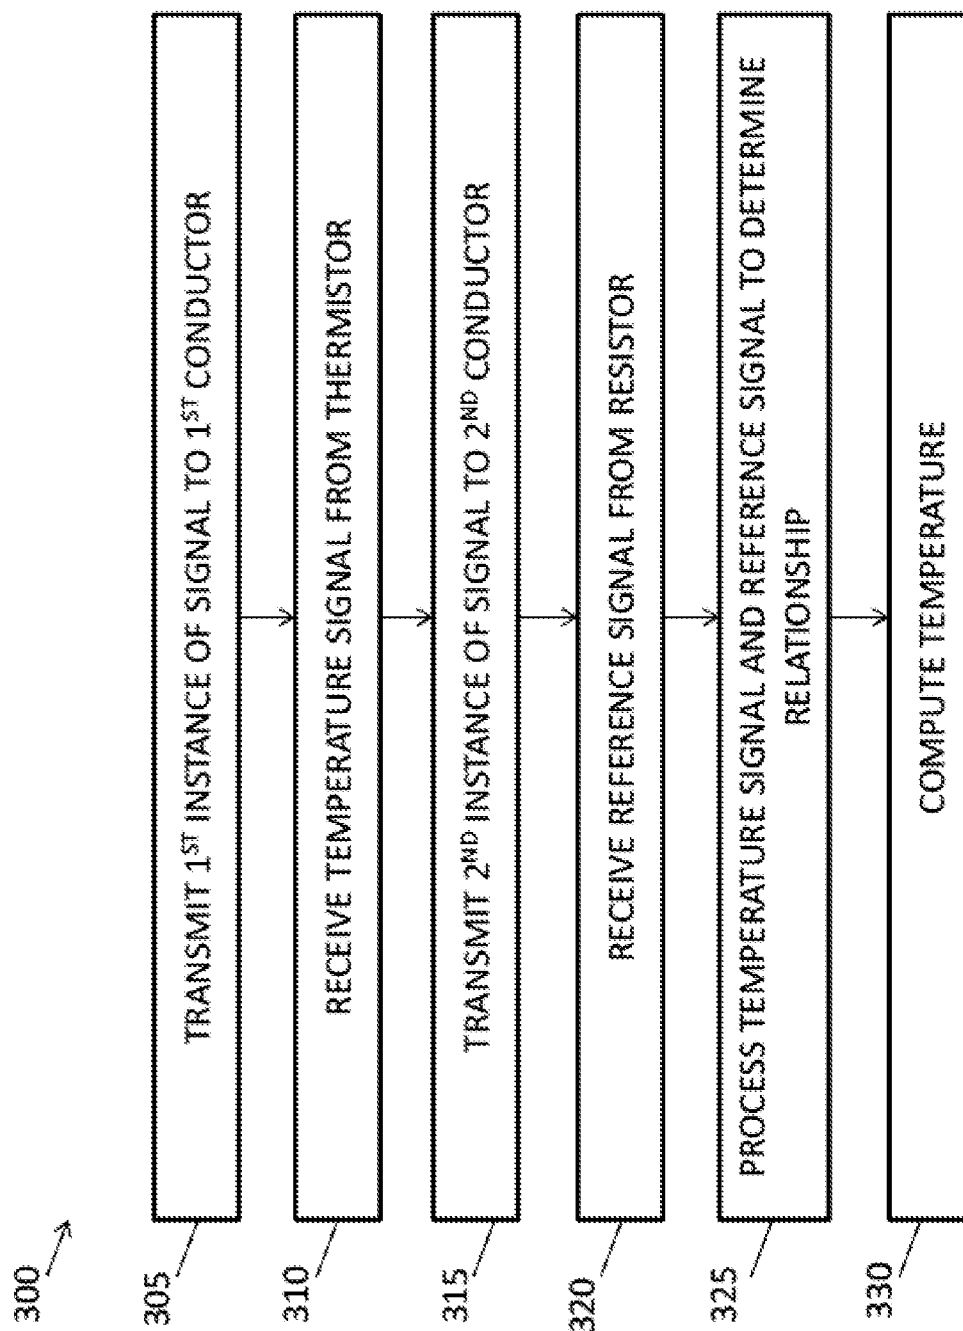 300
305
TRANSMIT 1ST INSTANCE OF SIGNAL TO 1ST CONDUCTOR
310
RECEIVE TEMPERATURE SIGNAL FROM THERMISTOR
315
TRANSMIT 2ND INSTANCE OF SIGNAL TO 2ND CONDUCTOR
320
RECEIVE REFERENCE SIGNAL FROM RESISTOR
325
PROCESS TEMPERATURE SIGNAL AND REFERENCE SIGNAL TO DETERMINE
RELATIONSHIP
330
COMPUTE TEMPERATURE